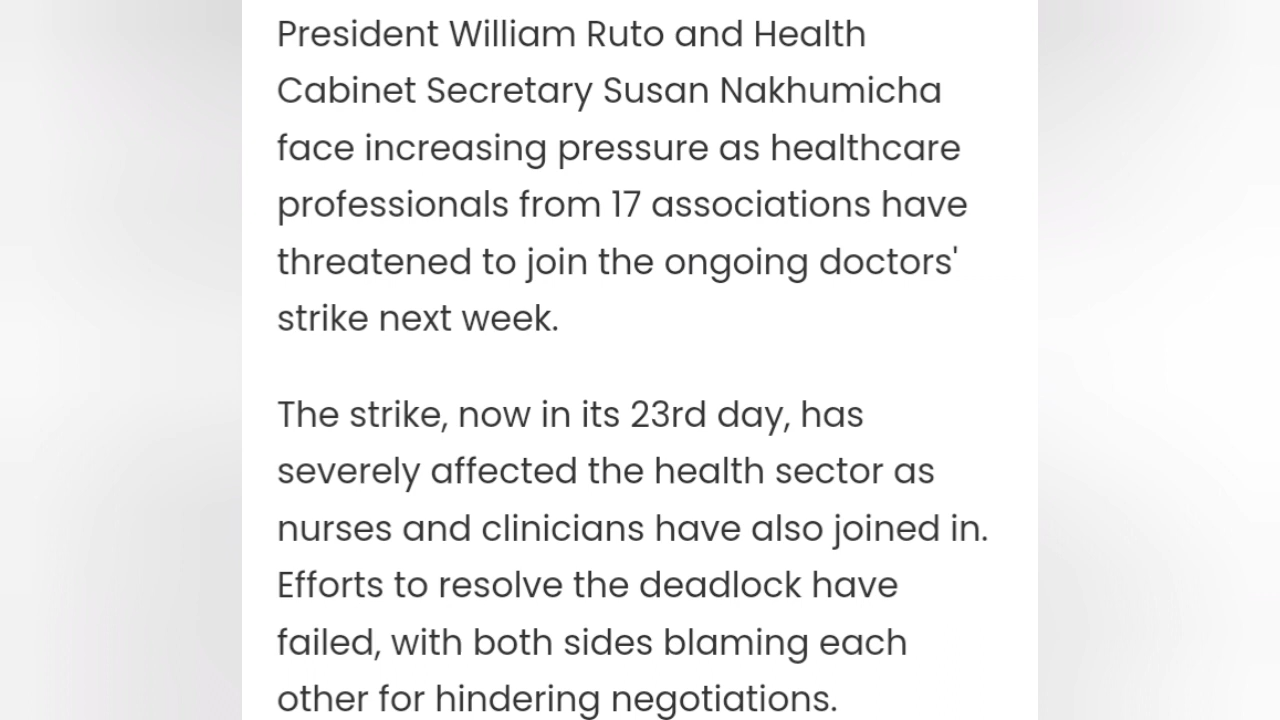 President William Ruto and Health
Cabinet Secretary Susan Nakhumicha
face increasing pressure as healthcare
professionals from 17 associations have
threatened to join the ongoing doctors'
strike next week.
The strike, now in its 23rd day, has
severely affected the health sector as
nurses and clinicians have also joined in.
Efforts to resolve the deadlock have
failed, with both sides blaming each
other for hindering negotiations.